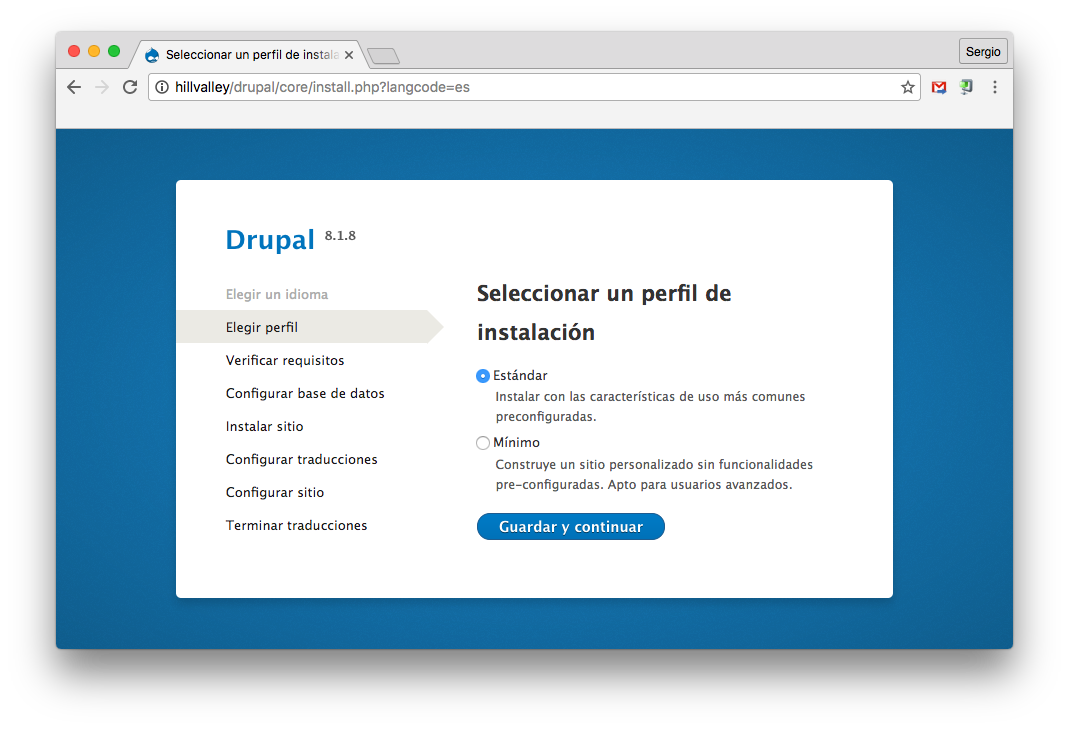 Seleccionar un perfil de instala
Sergio
hillvalley/drupal/core/install.php?langcode=es
Drupal 8.1.8
Elegir un idioma
Elegir perfil
Verificar requisitos
Configurar base de datos
Instalar sitio
Configurar traducciones
Configurar sitio
Terminar traducciones
Seleccionar un perfil de
instalación
Estándar
Instalar con las características de uso más comunes
preconfiguradas.
Mínimo
Construye un sitio personalizado sin funcionalidades
pre-configuradas. Apto para usuarios avanzados.
Guardar y continuar